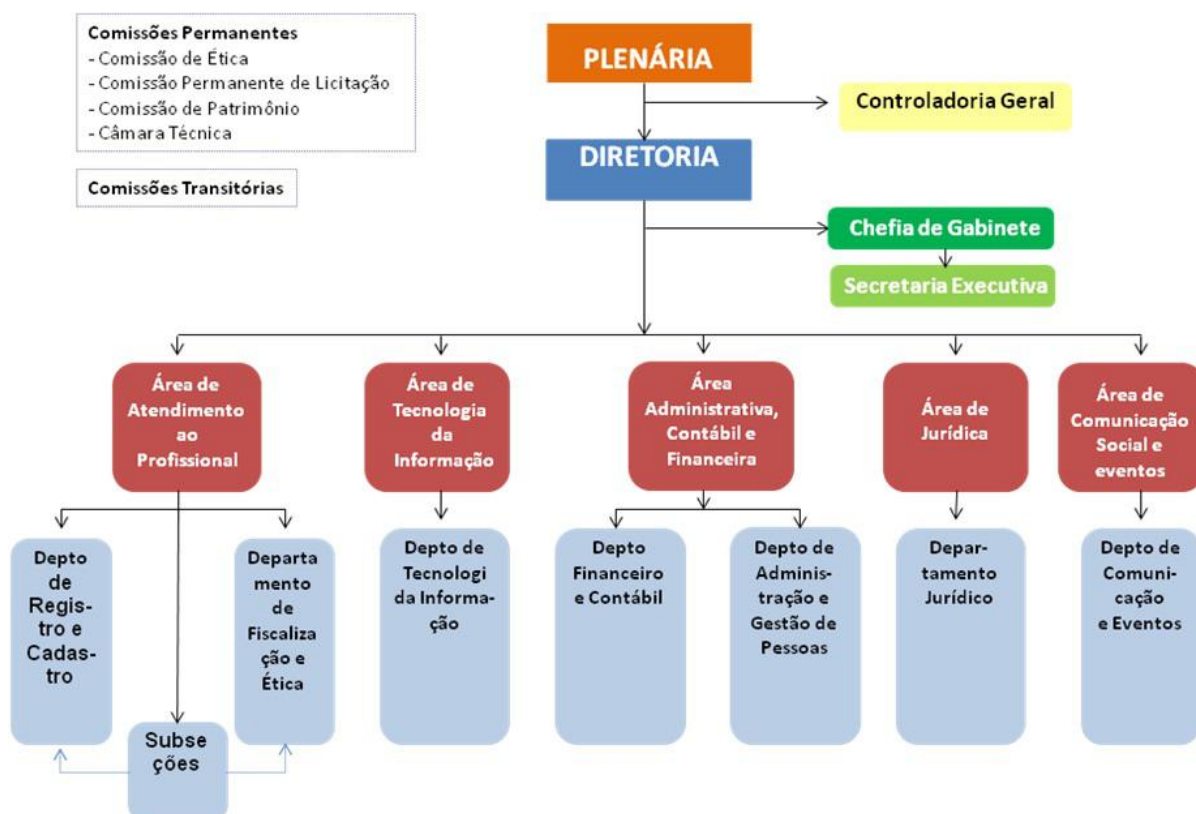 Comissões Permanentes
- Comissão de Ética
- Comissão Permanente de Licitação
- Comissão de Patrimônio
- Câmara Técnica
Comissões Transitórias
PLENÁRIA
Controladoria Geral
DIRETORIA
Chefia de Gabinete
Secretaria Executiva
Área de
Atendimento
ao
Profissional
Área de
Tecnologia
da
Informação
Área
Administrativa,
Contábil e
Financeira
Área de
Jurídica
Área de
Comunicação
Social e
eventos
Depto
de
Regis-
tro e
Cadas-
tro
Subse
ções
Departa
mento
de
Fiscaliza
ção e
Ética
Depto de
Tecnologi
da Informa-
ção
Depto
Financeiro
e Contábil
Depto de
Adminis-
tração e
Gestão de
Pessoas
Depar-
tamento
Jurídico
Depto de
Comuni-
cação
e Eventos